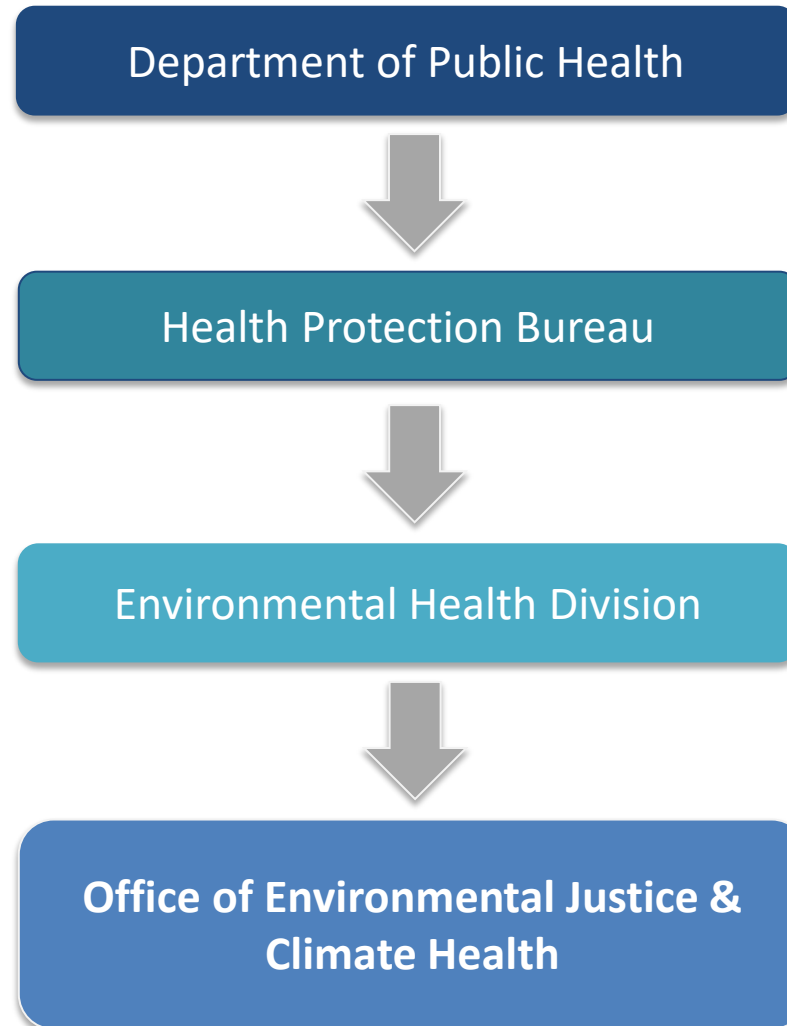 Department of Public Health
Health Protection Bureau
Environmental Health Division
Office of Environmental Justice &
Climate Health